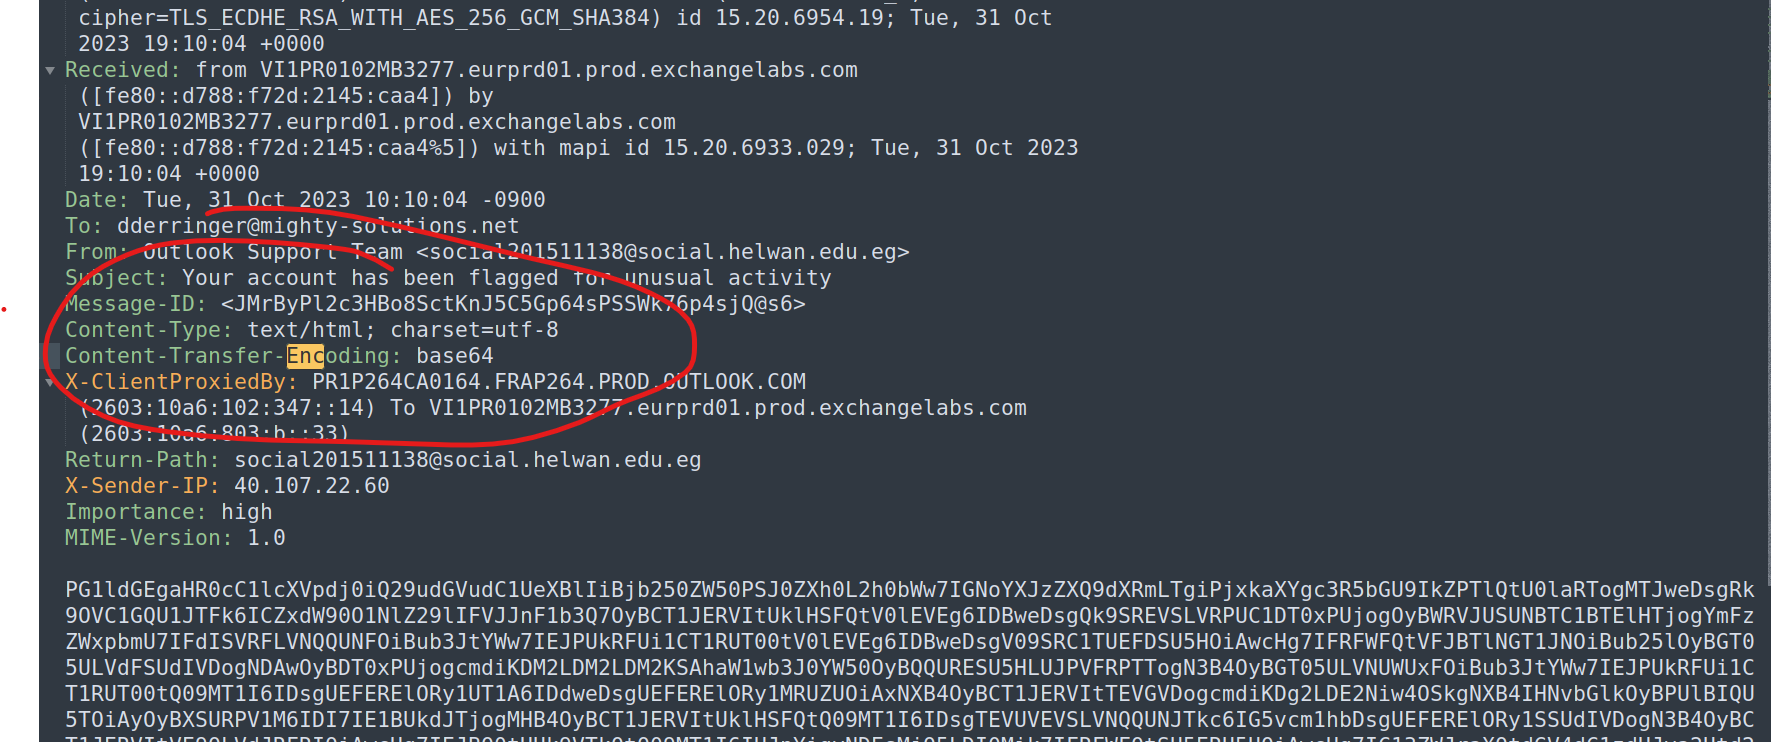 cipher=TLS_ECDHE_RSA_WITH_AES_256_GCM_SHA384) id 15.20.6954.19; Tue, 31 Oct
2023 19:10:04 +0000
Received: from VI1PR0102MB3277.eurprd01.prod.exchangelabs.com
([fe80::d788:f72d:2145:caa4]) by
VI1PR0102MB3277.eurprd01.prod.exchangelabs.com
([fe80::d788:f72d:2145:caa4%5]) with mapi id 15.20.6933.029; Tue, 31 Oct 2023
19:10:04 +0000
Date: Tue, 31 Oct 2023 10:10:04 -0900
To: dderringer@mighty-solutions.net
From: Outlook Support Team <social201511138@social.helwan.edu.eg>
Subject: Your account has been flagged for unusual activity
Message-ID: <JMrByPl2c3HBo8SctKnJ5C5Gp64sPSSWk76p4sjQ@s6>
Content-Type: text/html; charset=utf-8
Content-Transfer-Encoding: base64
X-ClientProxiedBy: PR1P264CA0164.FRAP264.PROD.OUTLOOK.COM
(2603:10a6:102:347::14) To VI1PR0102MB3277.eurprd01.prod.exchangelabs.com
(2603:10a6:803:b::33)
Return-Path: social201511138@social.helwan.edu.eg
X-Sender-IP: 40.107.22.60
Importance: high
MIME-Version: 1.0
PG1ldGEgaHR0cC1lcXVpdj0iQ29udGVudC1UeXBlIiBjb250ZW50PSJ0ZXh0L2h0bWw7IGNoYXJzZXQ9dXRmLTgiPjxkaXYgc3R5bGU9IkZPTlQtU0laRTogMTJweDsgRk
9OVC1GQU1JTFk6ICZxdW90O1NlZ29lIFVJJnF1b3Q7OyBCT1JERVItUklHSFQtV0lEVEg6IDBweDsgQk9SREVSLVRPUC1DT0xPUjogOyBWRVJUSUNBTC1BTElHTjogYmFz
ZWxpbmU7IFdISVRFLVNQQUNFOiBub3JtYWw7IEJPUkRFUi1CT1RUT00tV0lEVEg6IDBweDsgV09SRC1TUEFDSU5HOiAwcHg7IFRFWFQtVFJBTlNGT1JNOiBub25lOyBGT0
5ULVdFSUdIVDogNDAwOyBDT0xPUjogcmdiKDM2LDM2LDM2KSAhaW1wb3J0YW50OyBQQURESU5HLUJPVFRPTTogN3B4OyBGT05ULVNUWUxFOiBub3JtYWw7IEJPUkRFUi1C
T1RUT00tQ09MT1I6IDsgUEFERElORy1UT1A6IDdweDsgUEFERElORy1MRUZUOiAxNXB4OyBCT1JERVItTEVGVDogcmdiKDg2LDE2Niw4OSkgNXB4IHNvbGlkOyBPUlBIQU
5TOiAyOyBXSURPV1M6IDI7IE1BUkdJTjogMHB4OyBCT1JERVItUklHSFQtQ09MT1I6IDsgTEVUVEVSLVNQQUNJTkc6IG5vcm1hbDsgUEFERElORy1SSUdIVDogN3B4OyBC